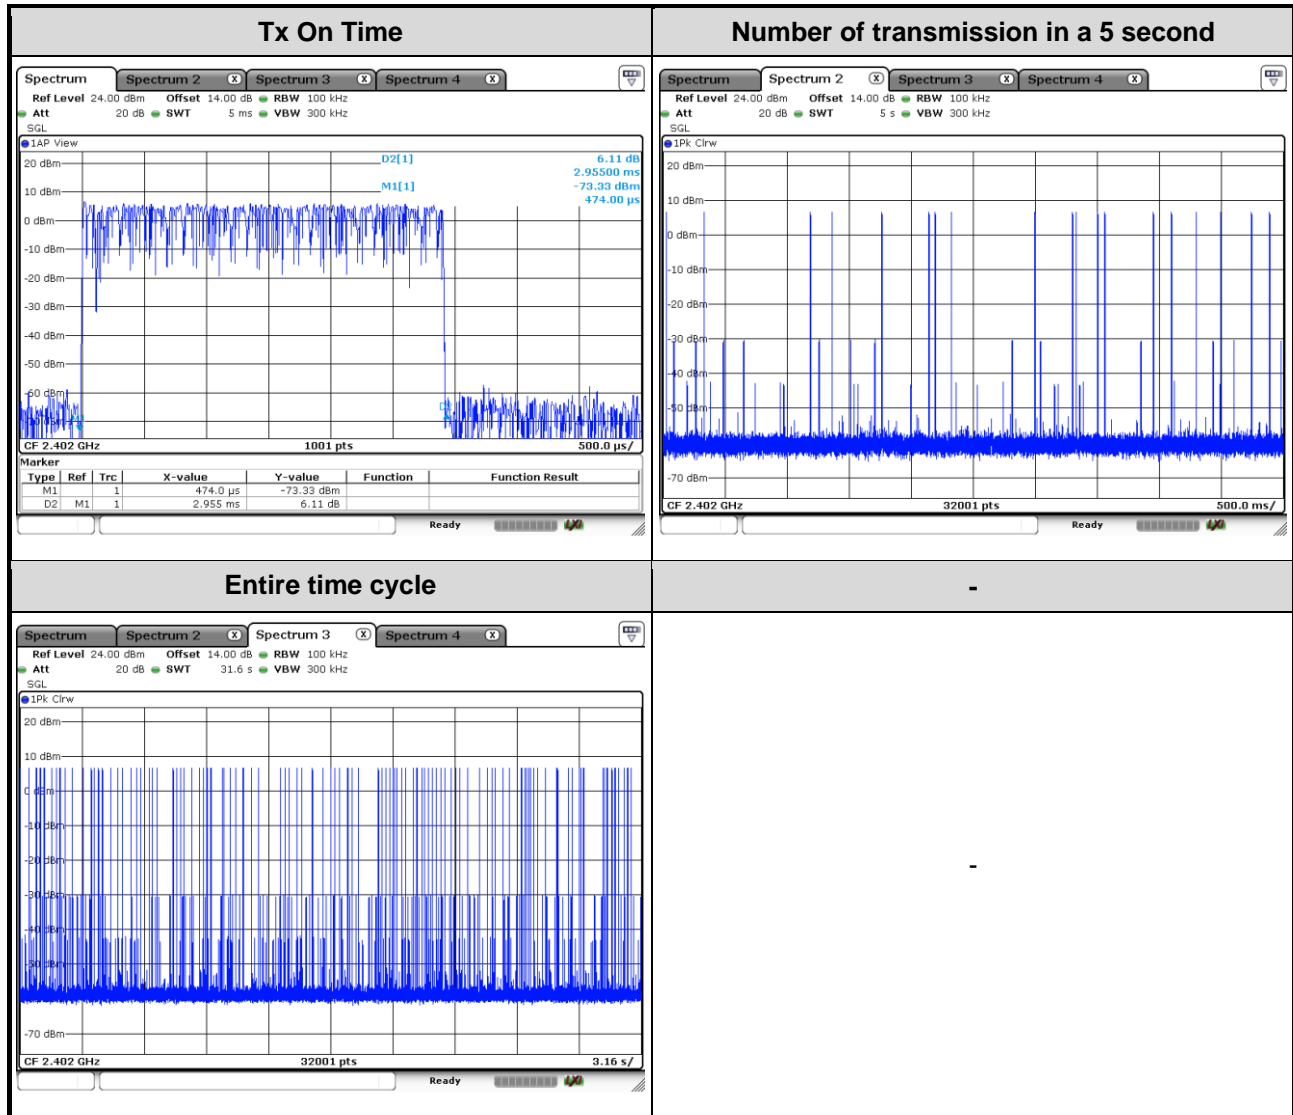 Tx On Time
Number of transmission in a 5 second
Spectrum Spectrum 2 X Spectrum 3 X Spectrum 4 X
Ref Level 24.00 dBm Offset 14.00 dB RBW 100 kHz
Att 20 dB SWT 5 ms VBW 300 kHz
SGL
1AP View
D2[1] 6.11 dB
2.95500 ms
M1[1] -73.33 dBm
474.00 µs
20 dBm
10 dBm
0 dBm
-10 dBm
-20 dBm
-30 dBm
-40 dBm
-50 dBm
-60 dBm
CF 2.402 GHz 1001 pts 500.0 µs/
Marker
Type Ref Trc X-value Y-value Function Function Result
M1 1 474.0 µs -73.33 dBm
D2 M1 1 2.955 ms 6.11 dB
Ready LXI
Spectrum Spectrum 2 X Spectrum 3 X Spectrum 4 X
Ref Level 24.00 dBm Offset 14.00 dB RBW 100 kHz
Att 20 dB SWT 5 s VBW 300 kHz
SGL
1Pk Clrw
20 dBm
10 dBm
0 dBm
-10 dBm
-20 dBm
-30 dBm
-40 dBm
-50 dBm
-70 dBm
CF 2.402 GHz 32001 pts 500.0 ms/
Ready LXI
Entire time cycle
-
Spectrum Spectrum 2 X Spectrum 3 X Spectrum 4 X
Ref Level 24.00 dBm Offset 14.00 dB RBW 100 kHz
Att 20 dB SWT 31.6 s VBW 300 kHz
SGL
1Pk Clrw
20 dBm
10 dBm
0 dBm
-10 dBm
-20 dBm
-30 dBm
-40 dBm
-50 dBm
-70 dBm
CF 2.402 GHz 32001 pts 3.16 s/
Ready LXI
-